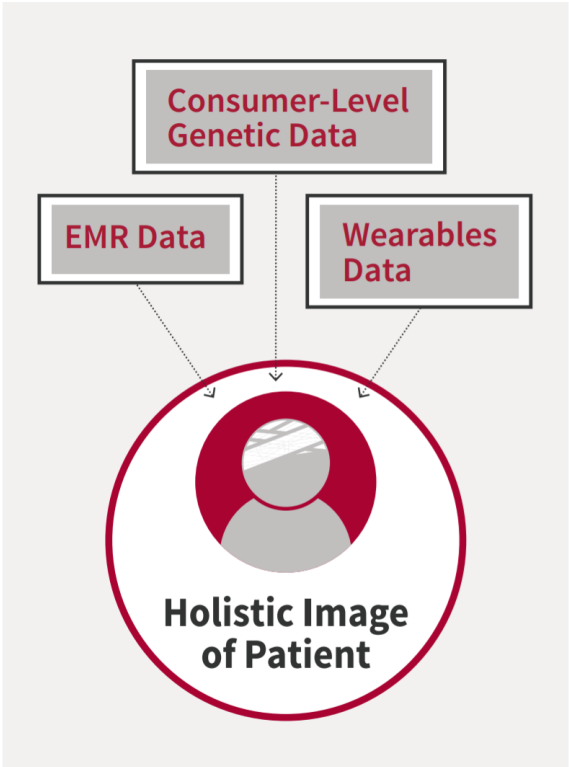 Consumer-Level
Genetic Data
EMR Data
Wearables
Data
Holistic Image
of Patient